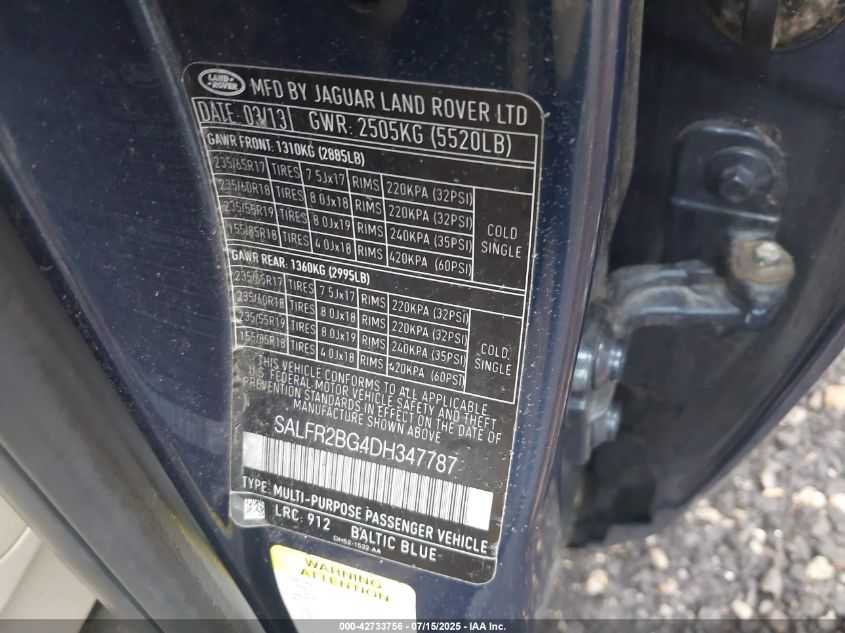 LAND ROVER
MFD BY JAGUAR LAND ROVER LTD
DATE: 03/13 GWR: 2505KG (5520LB)
GAWR FRONT: 1310KG (2885LB)
235/65R17 TIRES 7.5Jx17 RIMS 220KPA (32PSI)
235/60R18 TIRES 8.0Jx18 RIMS 220KPA (32PSI)
235/55R19 TIRES 8.0Jx19 RIMS 240KPA (35PSI)
155/85R18 TIRES 4.0Jx18 RIMS 420KPA (60PSI)
COLD
SINGLE
GAWR REAR: 1360KG (2995LB)
235/65R17 TIRES 7.5Jx17 RIMS 220KPA (32PSI)
235/60R18 TIRES 8.0Jx18 RIMS 220KPA (32PSI)
235/55R19 TIRES 8.0Jx19 RIMS 240KPA (35PSI)
155/85R18 TIRES 4.0Jx18 RIMS 420KPA (60PSI)
COLD
SINGLE
THIS VEHICLE CONFORMS TO ALL APPLICABLE
U.S. FEDERAL MOTOR VEHICLE SAFETY AND THEFT
PREVENTION STANDARDS IN EFFECT ON THE DATE OF
MANUFACTURE SHOWN ABOVE
SALFR2BG4DH347787
TYPE: MULTI-PURPOSE PASSENGER VEHICLE
LRC: 912 BALTIC BLUE
DH52-1532-AA
WARNING
ATTENTION
000-42733756 - 07/15/2025 - IAA Inc.